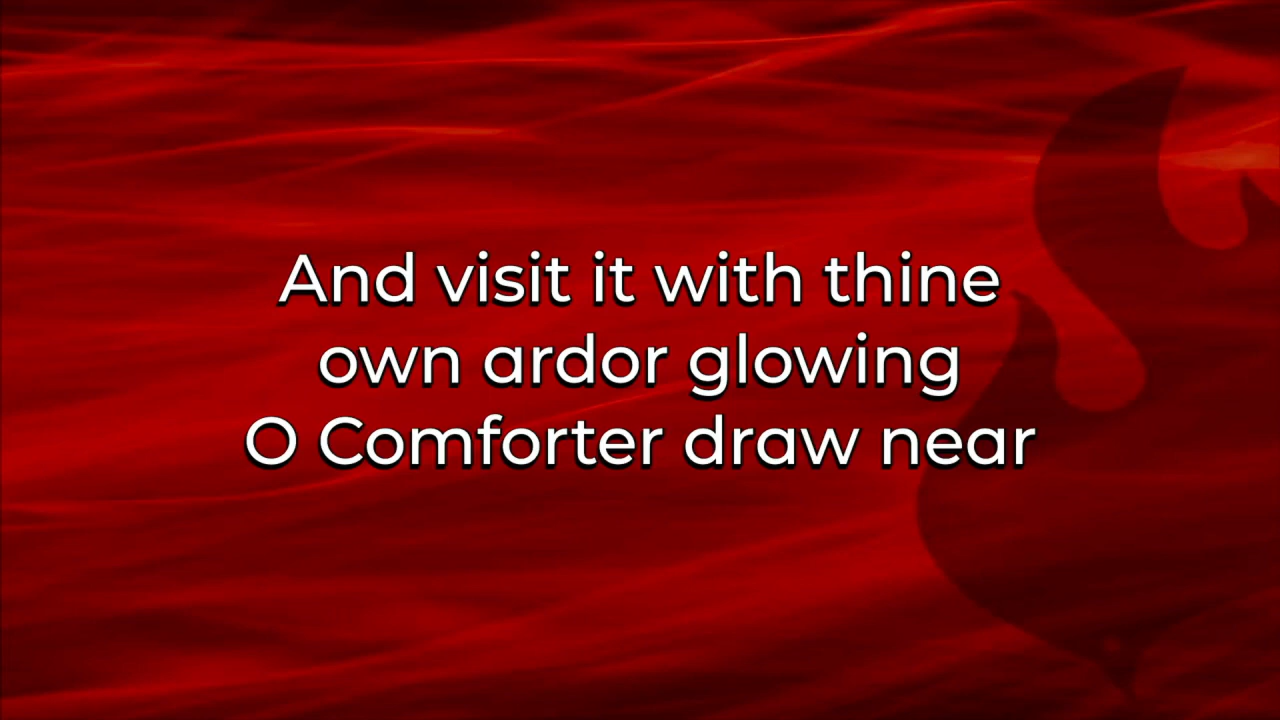 And visit it with thine
own ardor glowing
O Comforter draw near